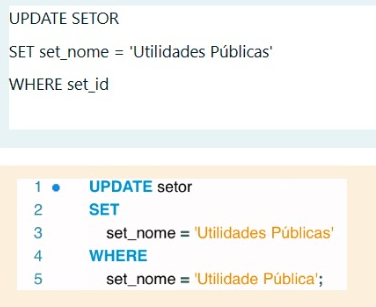 UPDATE SETOR
SET set_nome = 'Utilidades Públicas'
WHERE set_id
1 UPDATE setor
2 SET
3 set_nome = 'Utilidades Públicas'
4 WHERE
5 set_nome = 'Utilidade Pública';